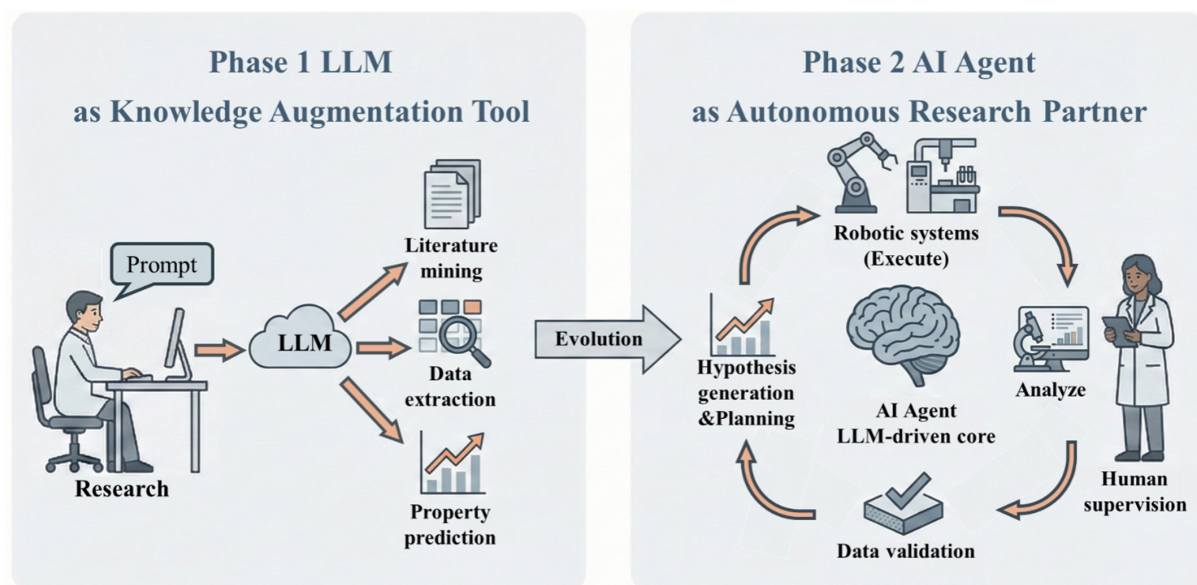 Phase 1 LLM
as Knowledge Augmentation Tool
Prompt
Research
LLM
Literature
mining
Data
extraction
Property
prediction
Evolution
Phase 2 AI Agent
as Autonomous Research Partner
Robotic systems
(Execute)
Hypothesis
generation
&Planning
AI Agent
LLM-driven core
Analyze
Human
supervision
Data validation